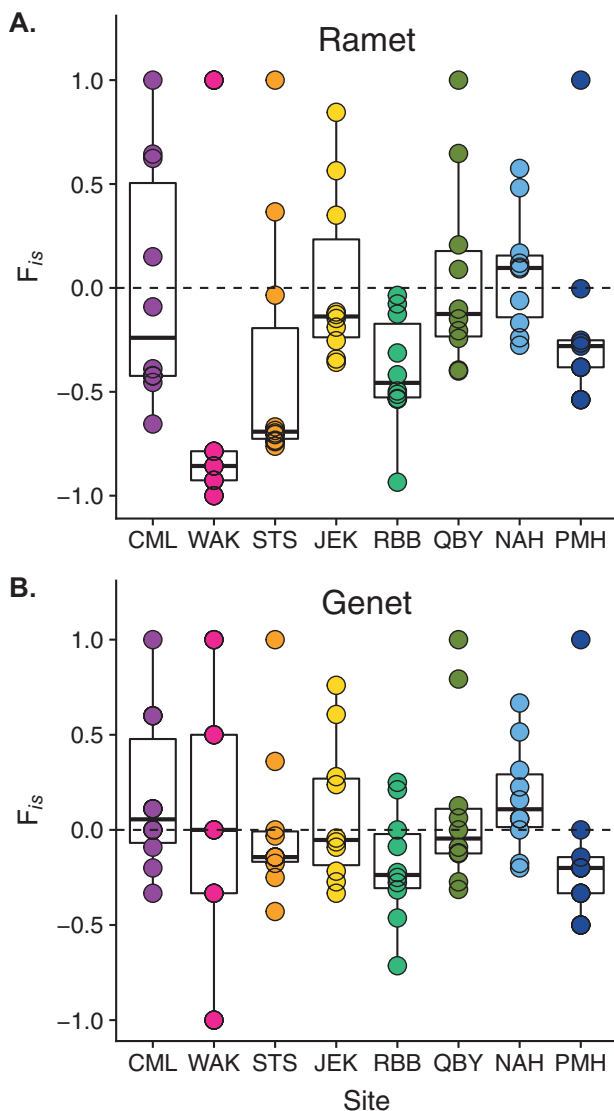 A.
Ramet
1.0
0.5
0.0
−0.5
−1.0
Fis
CML WAK STS JEK RBB QBY NAH PMH
B.
Genet
1.0
0.5
0.0
−0.5
−1.0
Fis
CML WAK STS JEK RBB QBY NAH PMH
Site